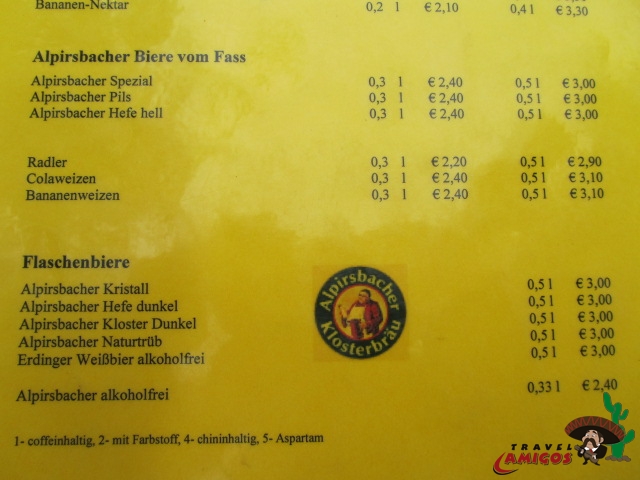 Bananen-Nektar 0,2 l € 2,10 0,4 l € 3,30
Alpirsbacher Biere vom Fass
Alpirsbacher Spezial 0,3 l € 2,40 0,5 l € 3,00
Alpirsbacher Pils 0,3 l € 2,40 0,5 l € 3,00
Alpirsbacher Hefe hell 0,3 l € 2,40 0,5 l € 3,00
Radler 0,3 l € 2,20 0,5 l € 2,90
Colaweizen 0,3 l € 2,40 0,5 l € 3,10
Bananenweizen 0,3 l € 2,40 0,5 l € 3,10
Flaschenbiere
Alpirsbacher Kristall 0,5 l € 3,00
Alpirsbacher Hefe dunkel 0,5 l € 3,00
Alpirsbacher Kloster Dunkel 0,5 l € 3,00
Alpirsbacher Naturtrüb 0,5 l € 3,00
Erdinger Weißbier alkoholfrei 0,5 l € 3,00
Alpirsbacher
Klosterbräu
Alpirsbacher alkoholfrei 0,33 l € 2,40
1- coffeinhaltig, 2- mit Farbstoff, 4- chininhaltig, 5- Aspartam
TRAVEL
AMIGOS